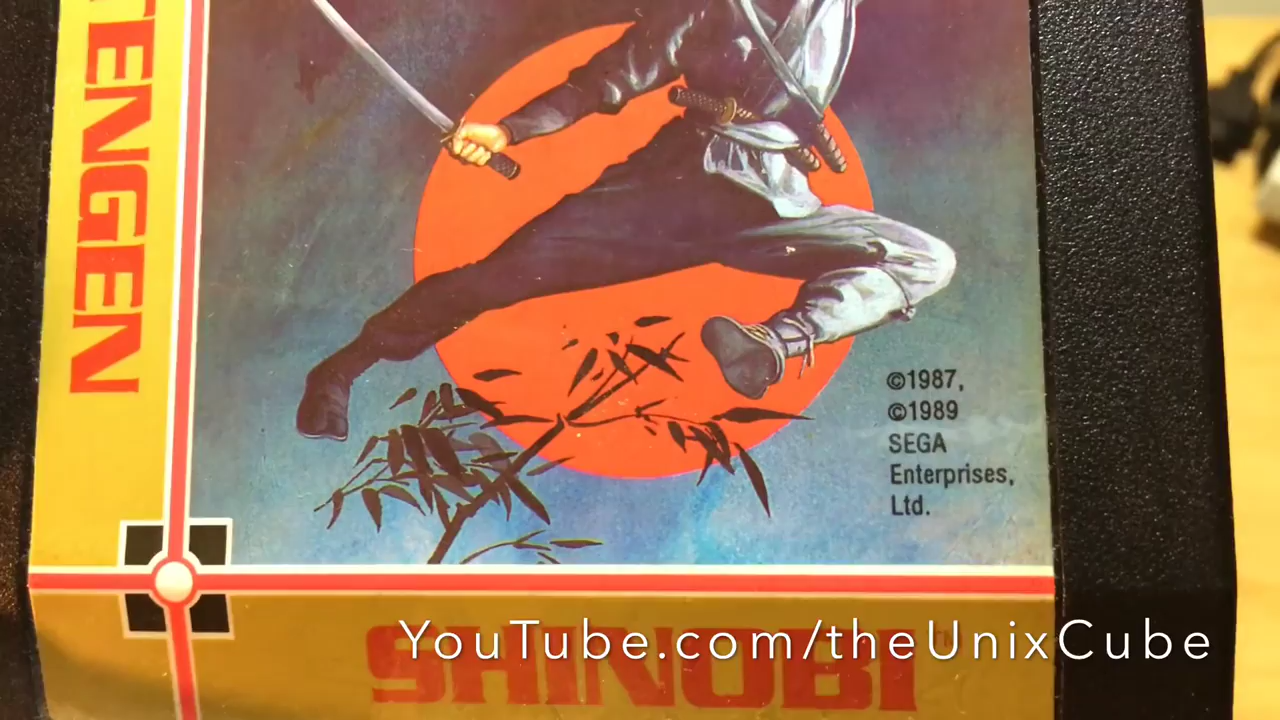 TENGEN
©1987,
©1989
SEGA
Enterprises,
Ltd.
YouTube.com/theUnixCube
SHINOBI